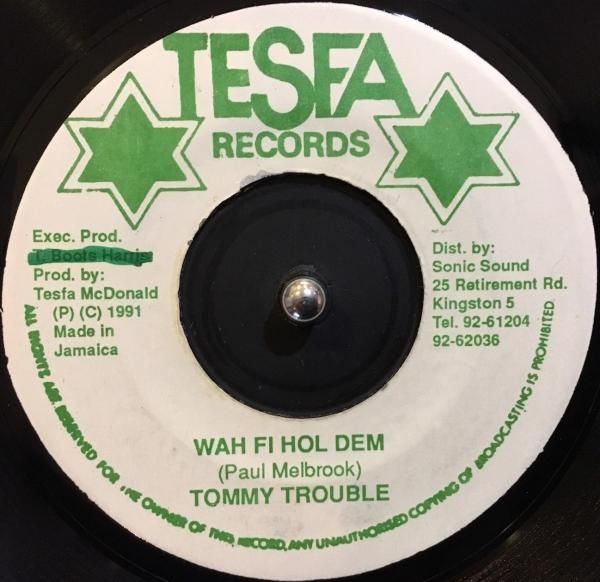 TESFA
RECORDS
Exec. Prod.
T. Boots Harris
Prod. by:
Tesfa McDonald
(P) (C) 1991
Made in
Jamaica
Dist. by:
Sonic Sound
25 Retirement Rd.
Kingston 5
Tel. 92-61204
92-62036
WAH FI HOL DEM
(Paul Melbrook)
TOMMY TROUBLE
ALL RIGHTS ARE RESERVED FOR THE OWNER OF THIS RECORD, ANY UNAUTHORISED COPYING OF BROADCASTING IS PROHIBITED.